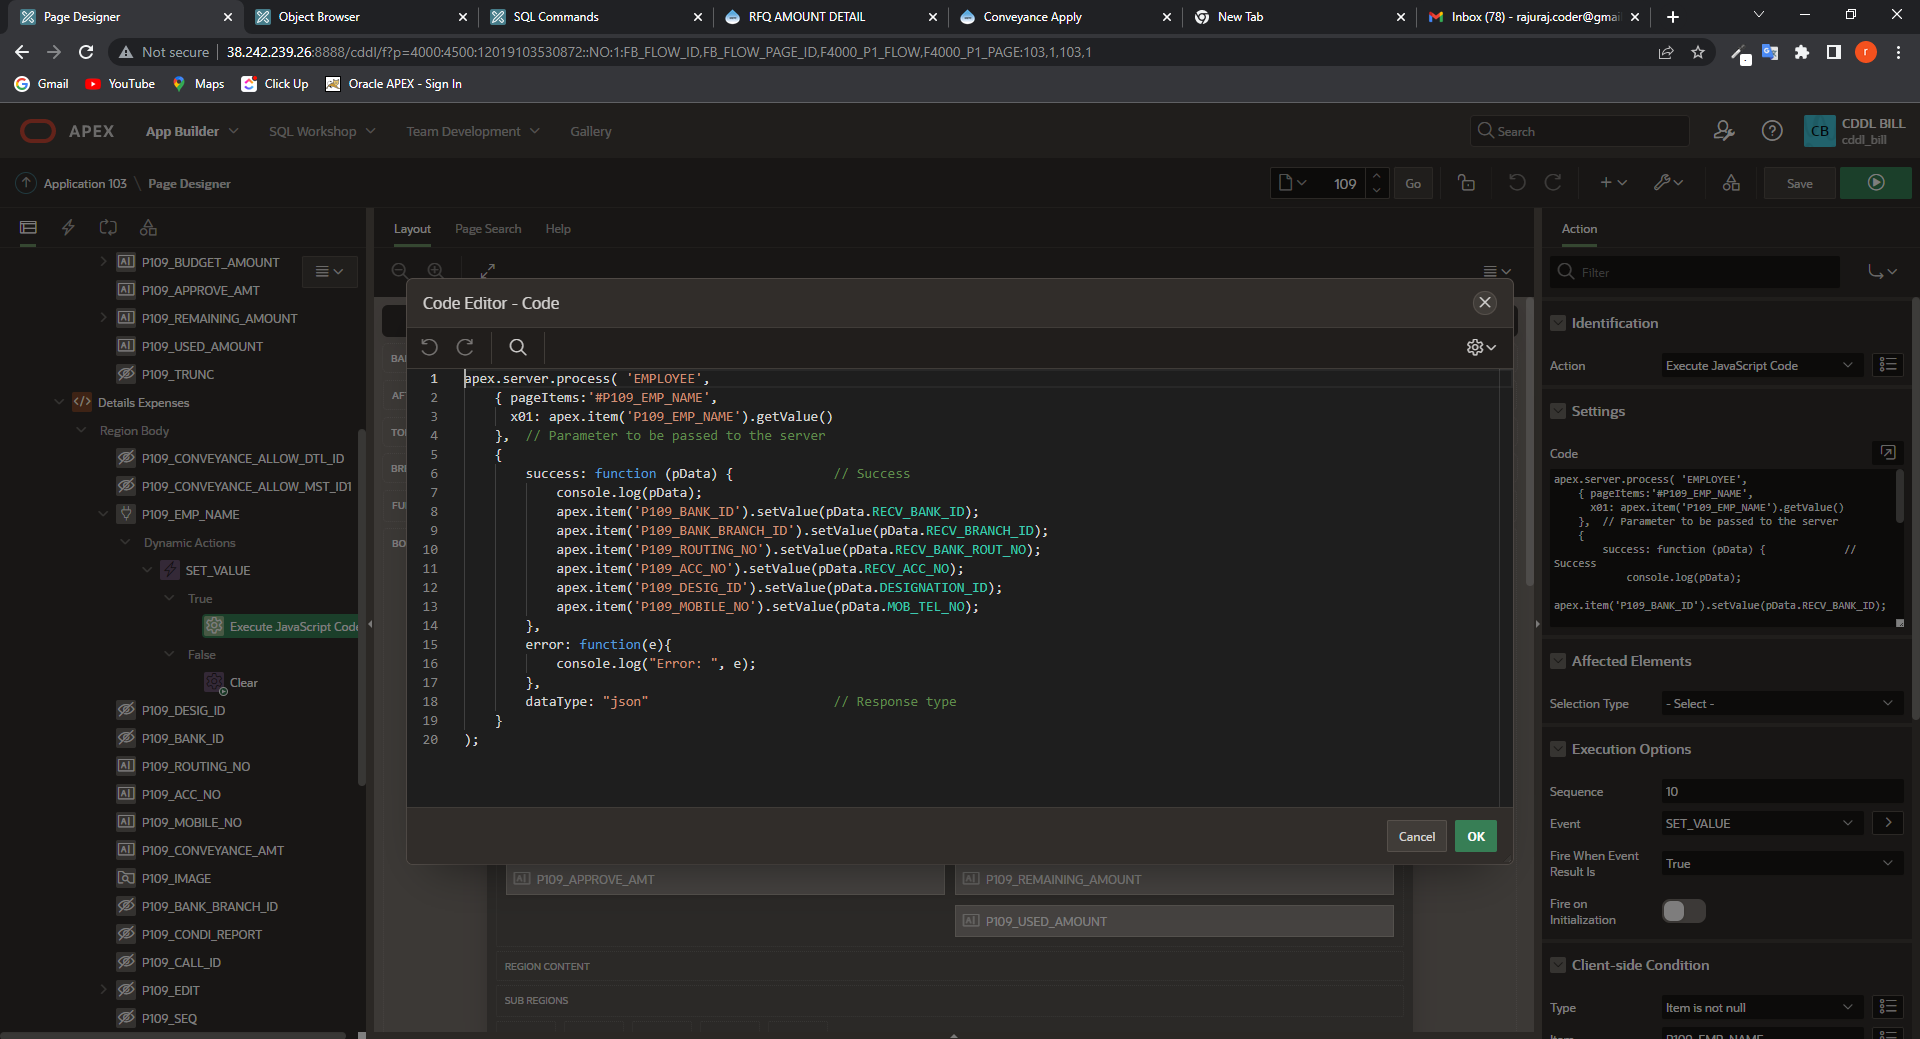 Page Designer
Object Browser
SQL Commands
RFQ AMOUNT DETAIL
Conveyance Apply
New Tab
Inbox (78) - rajuraj.coder@gmai
Not secure
38.242.239.26:8888/cddl/f?p=4000:4500:12019103530872::NO:1:FB_FLOW_ID,FB_FLOW_PAGE_ID,F4000_P1_FLOW,F4000_P1_PAGE:103,1,103,1
r
Gmail
YouTube
Maps
Click Up
Oracle APEX - Sign In
APEX
App Builder
SQL Workshop
Team Development
Gallery
Search
CB
CDDL BILL
cddl_bill
Application 103 \ Page Designer
109
Go
Save
Layout
Page Search
Help
Action
Filter
P109_BUDGET_AMOUNT
P109_APPROVE_AMT
P109_REMAINING_AMOUNT
P109_USED_AMOUNT
P109_TRUNC
Details Expenses
Region Body
P109_CONVEYANCE_ALLOW_DTL_ID
P109_CONVEYANCE_ALLOW_MST_ID1
P109_EMP_NAME
Dynamic Actions
SET_VALUE
True
Execute JavaScript Code
False
Clear
P109_DESIG_ID
P109_BANK_ID
P109_ROUTING_NO
P109_ACC_NO
P109_MOBILE_NO
P109_CONVEYANCE_AMT
P109_IMAGE
P109_BANK_BRANCH_ID
P109_CONDI_REPORT
P109_CALL_ID
P109_EDIT
P109_SEQ
Code Editor - Code
1 apex.server.process( 'EMPLOYEE',
2 { pageItems:'#P109_EMP_NAME',
3 x01: apex.item('P109_EMP_NAME').getValue()
4 }, // Parameter to be passed to the server
5 {
6 success: function (pData) { // Success
7 console.log(pData);
8 apex.item('P109_BANK_ID').setValue(pData.RECV_BANK_ID);
9 apex.item('P109_BANK_BRANCH_ID').setValue(pData.RECV_BRANCH_ID);
10 apex.item('P109_ROUTING_NO').setValue(pData.RECV_BANK_ROUT_NO);
11 apex.item('P109_ACC_NO').setValue(pData.RECV_ACC_NO);
12 apex.item('P109_DESIG_ID').setValue(pData.DESIGNATION_ID);
13 apex.item('P109_MOBILE_NO').setValue(pData.MOB_TEL_NO);
14 },
15 error: function(e){
16 console.log("Error: ", e);
17 },
18 dataType: "json" // Response type
19 }
20 );
Cancel
OK
P109_APPROVE_AMT
P109_REMAINING_AMOUNT
P109_USED_AMOUNT
REGION CONTENT
SUB REGIONS
Identification
Action
Execute JavaScript Code
Settings
Code
apex.server.process( 'EMPLOYEE',
{ pageItems:'#P109_EMP_NAME',
x01: apex.item('P109_EMP_NAME').getValue()
}, // Parameter to be passed to the server
{
success: function (pData) { //
Success
console.log(pData);
apex.item('P109_BANK_ID').setValue(pData.RECV_BANK_ID);
Affected Elements
Selection Type
- Select -
Execution Options
Sequence
10
Event
SET_VALUE
Fire When Event
Result Is
True
Fire on
Initialization
Client-side Condition
Type
Item is not null